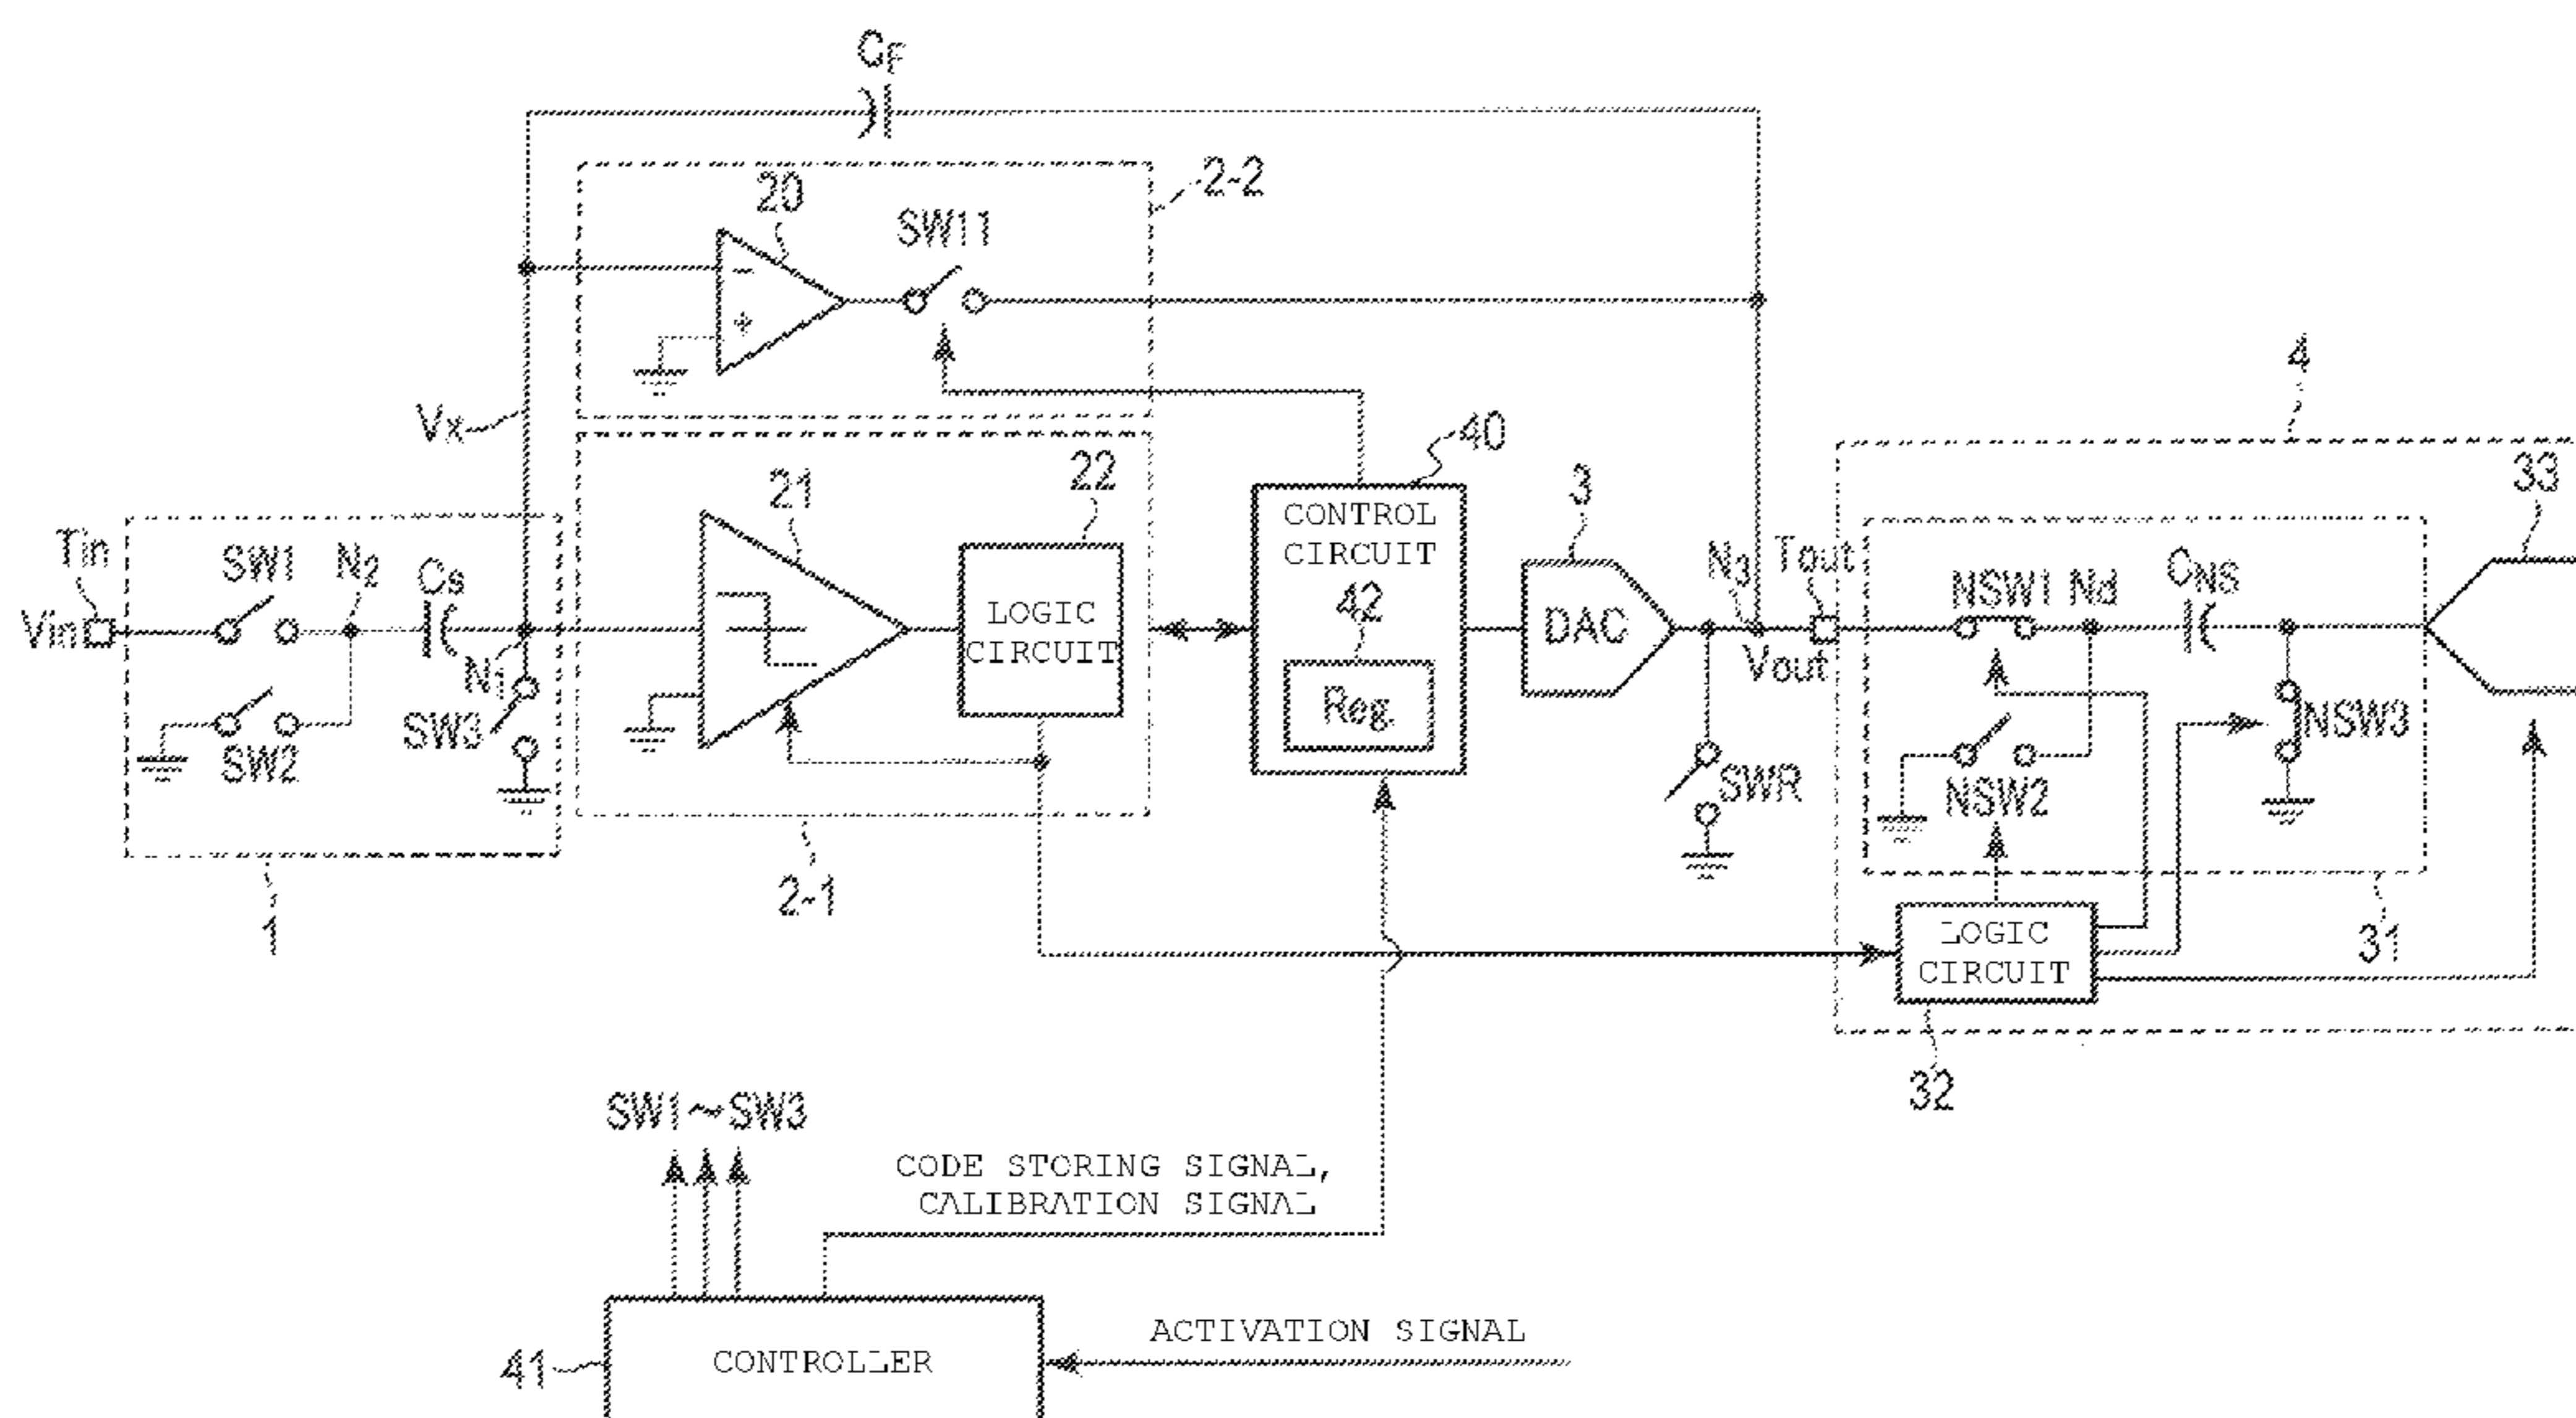 CF
20
SW11
2-2
Vx
4
40
21
22
3
33
CONTROL
CIRCUIT
42
Reg.
Tin
SW1
N2
Cs
LOGIC
CIRCUIT
DAC
N3
Tout
NSW1
Nd
CNS
Vin
N1
Vout
SW3
SW2
SWR
NSW2
NSW3
1
2-1
LOGIC
CIRCUIT
31
32
SW1~SW3
CODE STORING SIGNAL,
CALIBRATION SIGNAL
ACTIVATION SIGNAL
41
CONTROLLER